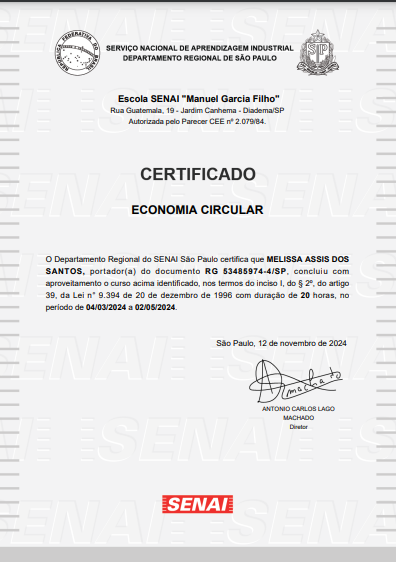 REPÚBLICA FEDERATIVA DO BRASIL
SERVIÇO NACIONAL DE APRENDIZAGEM INDUSTRIAL
DEPARTAMENTO REGIONAL DE SÃO PAULO
Escola SENAI "Manuel Garcia Filho"
Rua Guatemala, 19 - Jardim Canhema - Diadema/SP
Autorizada pelo Parecer CEE nº 2.079/84.
CERTIFICADO
ECONOMIA CIRCULAR
O Departamento Regional do SENAI São Paulo certifica que MELISSA ASSIS DOS
SANTOS, portador(a) do documento RG 53485974-4/SP, concluiu com
aproveitamento o curso acima identificado, nos termos do inciso I, do § 2º, do artigo
39, da Lei n° 9.394 de 20 de dezembro de 1996 com duração de 20 horas, no
período de 04/03/2024 a 02/05/2024.
São Paulo, 12 de novembro de 2024
Amachado
ANTONIO CARLOS LAGO
MACHADO
Diretor
SENAI